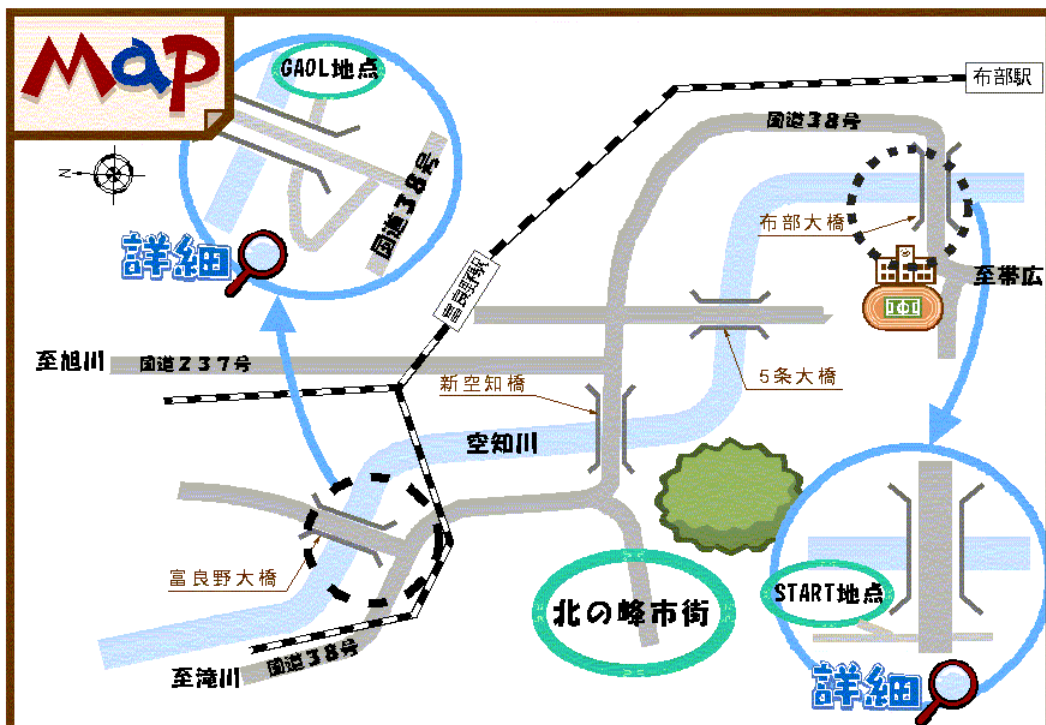 Map
GAOL地点
布部駅
国道38号
N
国道38号
布部大橋
詳細
富良野駅
至帯広
至旭川
国道237号
新空知橋
5条大橋
空知川
富良野大橋
北の峰市街
START地点
至滝川
国道38号
詳細